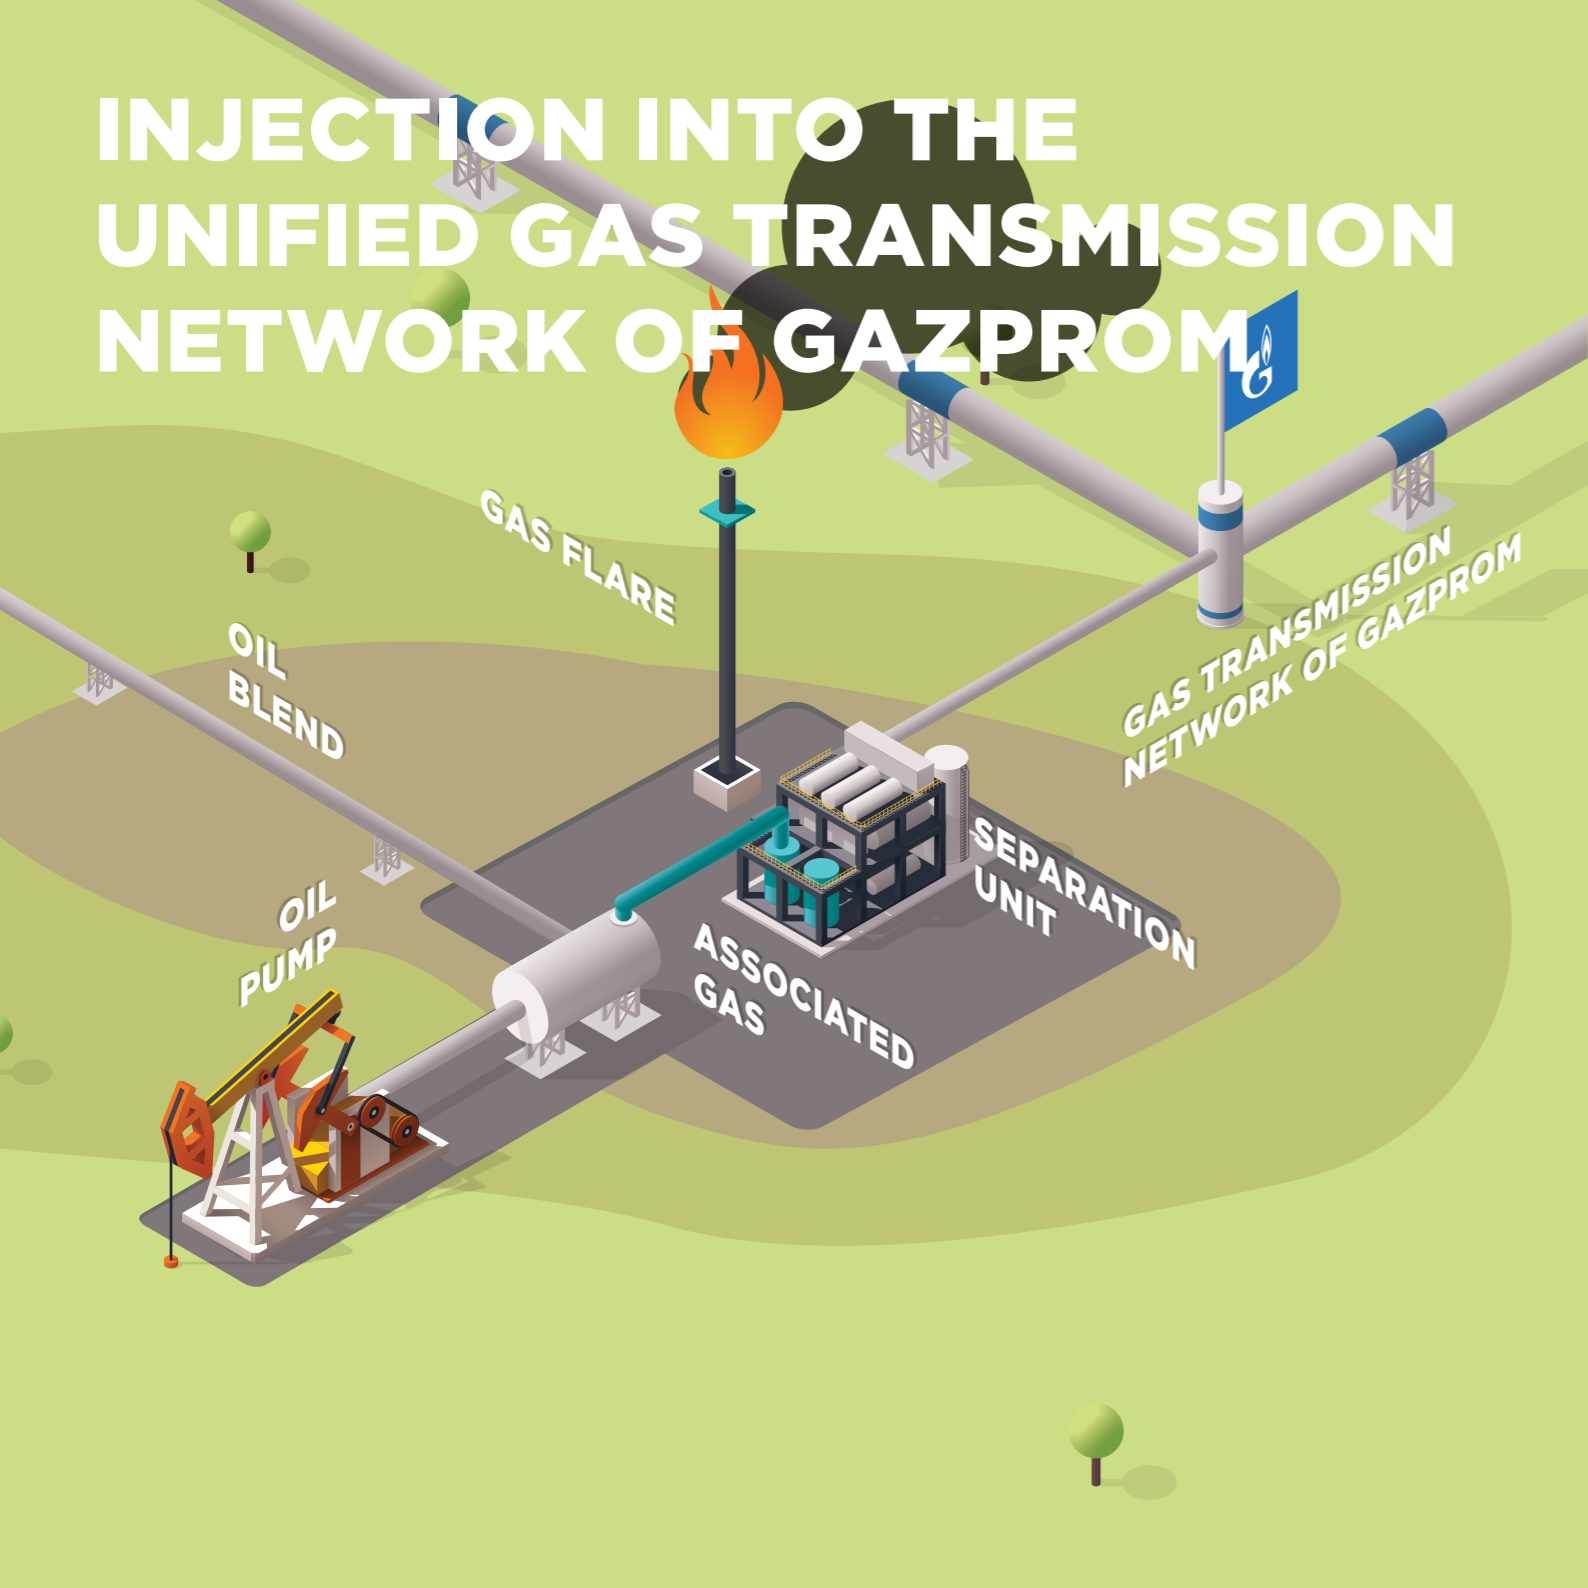 INJECTION INTO THE
UNIFIED GAS TRANSMISSION
NETWORK OF GAZPROM
GAS FLARE
OIL
BLEND
GAS TRANSMISSION
NETWORK OF GAZPROM
SEPARATION
UNIT
OIL
PUMP
ASSOCIATED
GAS